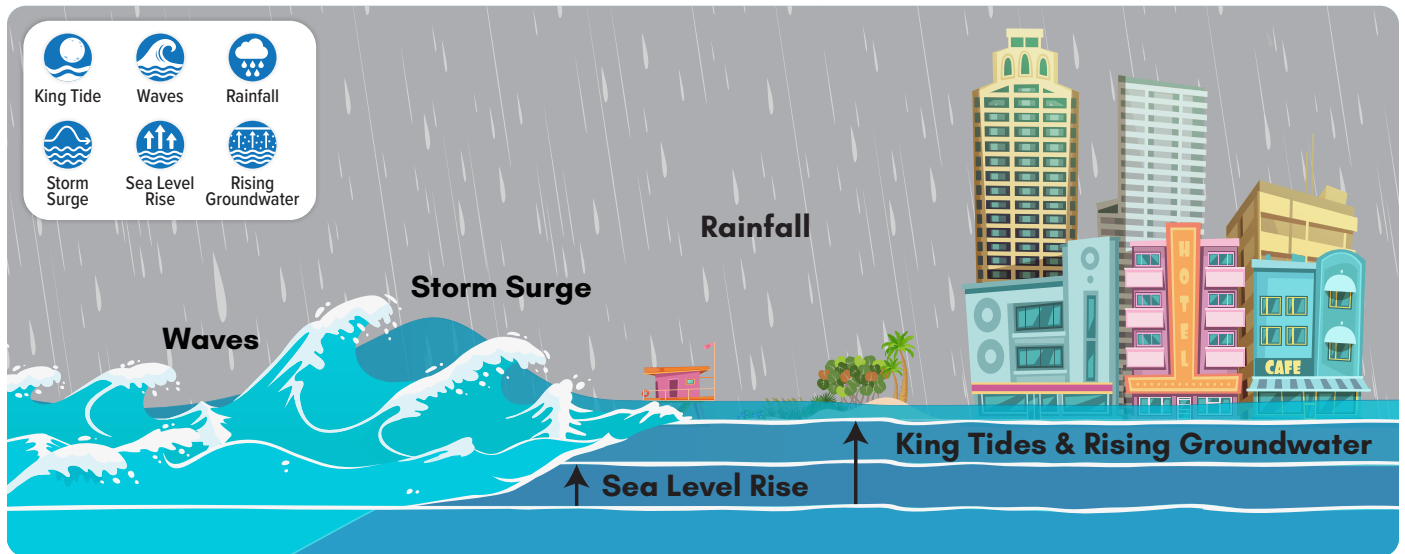 King Tide
Waves
Rainfall
Storm
Surge
Sea Level
Rise
Rising
Groundwater
Rainfall
Storm Surge
Waves
HOTEL
CAFE
King Tides & Rising Groundwater
Sea Level Rise